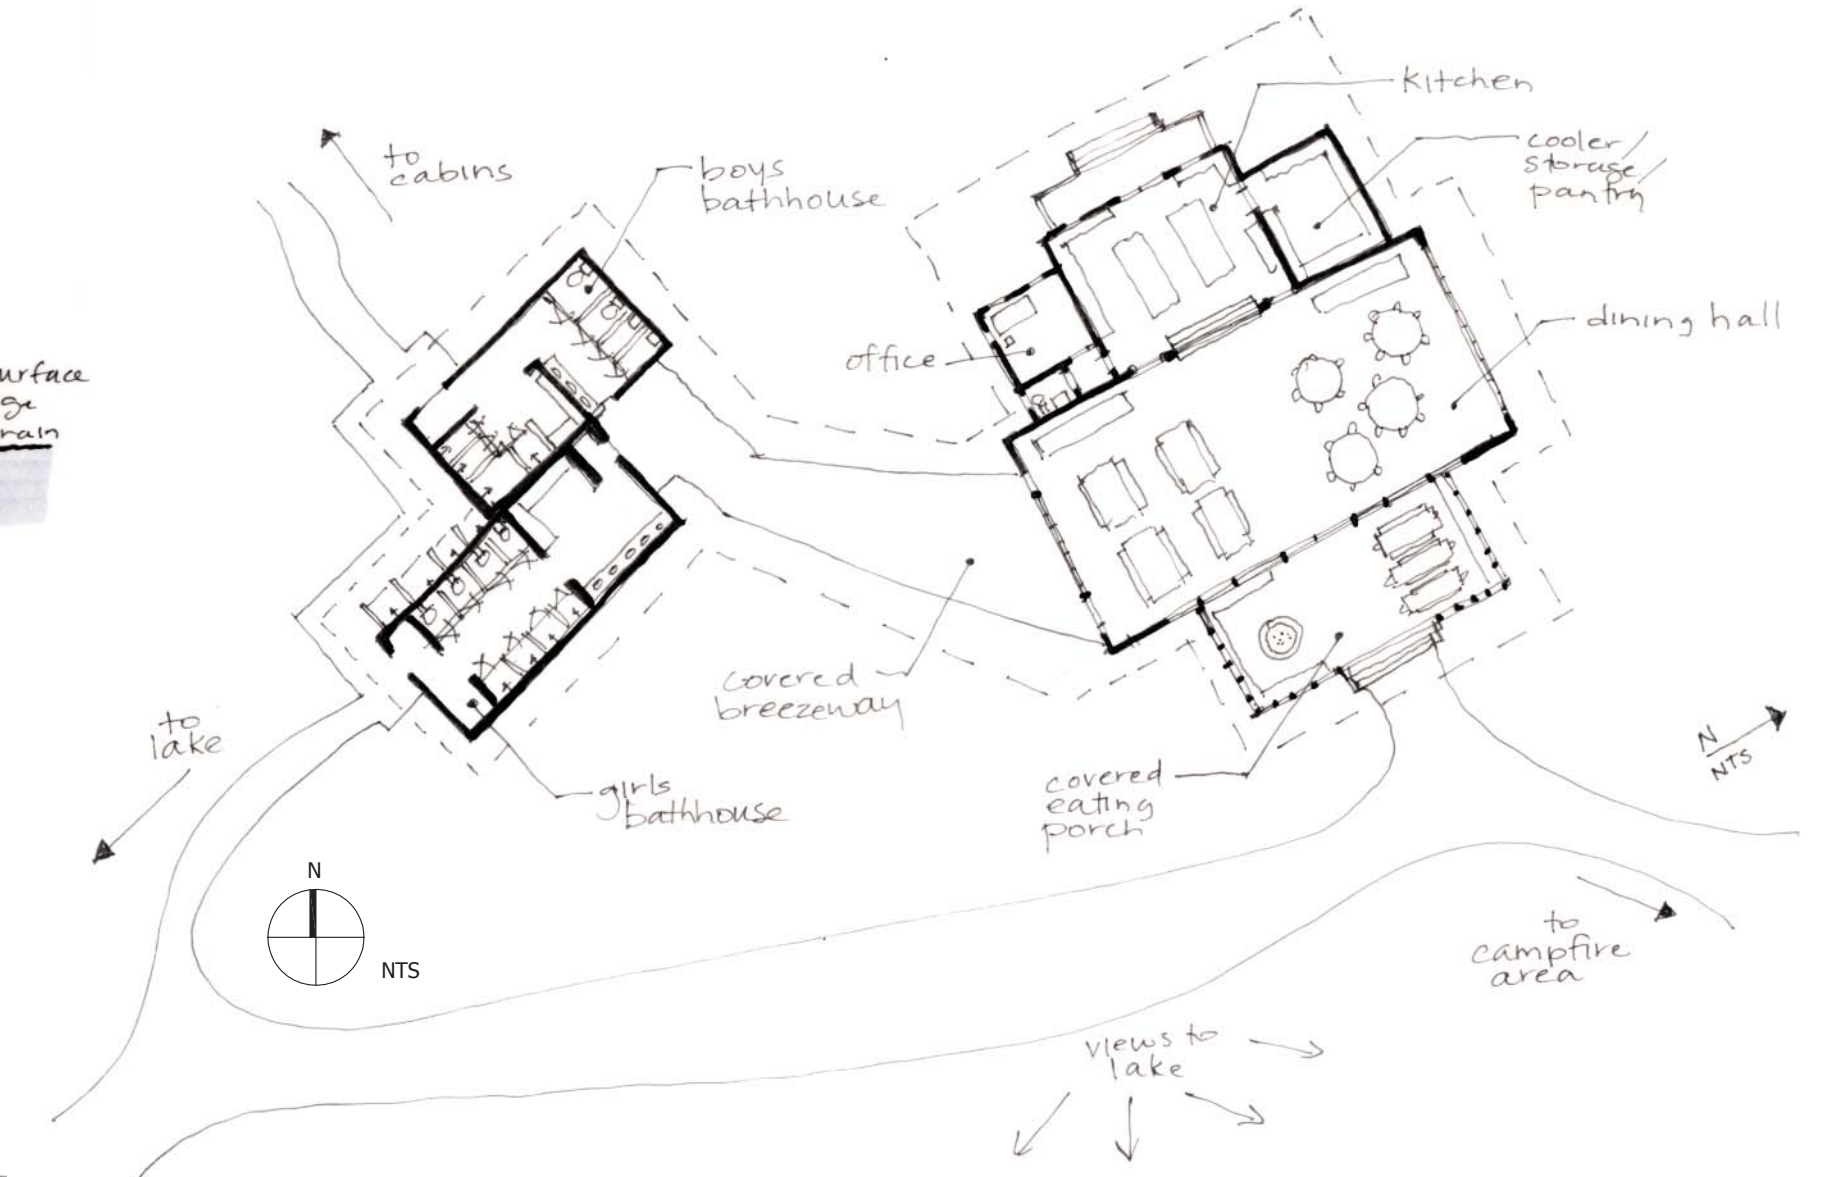 kitchen
cooler/
storage/
pantry
to
cabins
boys
bathhouse
dining hall
office
urface
ge
rain
covered
breezeway
to
lake
N
NTS
covered
eating
porch
girls
bathhouse
N
NTS
to
campfire
area
views to
lake